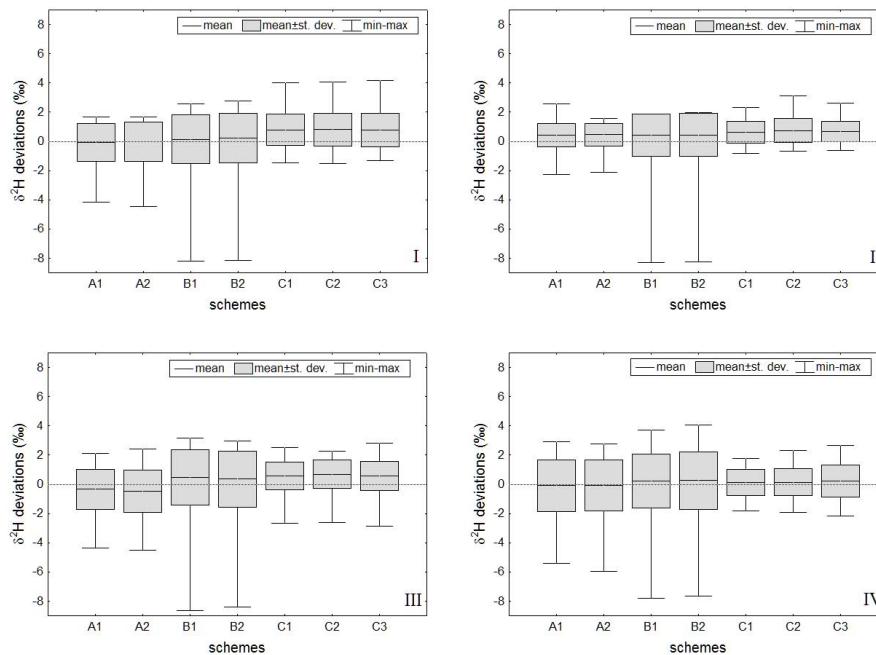 mean mean±st. dev. min-max
8
6
4
2
0
-2
-4
-6
-8
δ²H deviations (‰)
I
A1 A2 B1 B2 C1 C2 C3
schemes
mean mean±st. dev. min-max
8
6
4
2
0
-2
-4
-6
-8
δ²H deviations (‰)
I
A1 A2 B1 B2 C1 C2 C3
schemes
mean mean±st. dev. min-max
8
6
4
2
0
-2
-4
-6
-8
δ²H deviations (‰)
III
A1 A2 B1 B2 C1 C2 C3
schemes
mean mean±st. dev. min-max
8
6
4
2
0
-2
-4
-6
-8
δ²H deviations (‰)
IV
A1 A2 B1 B2 C1 C2 C3
schemes